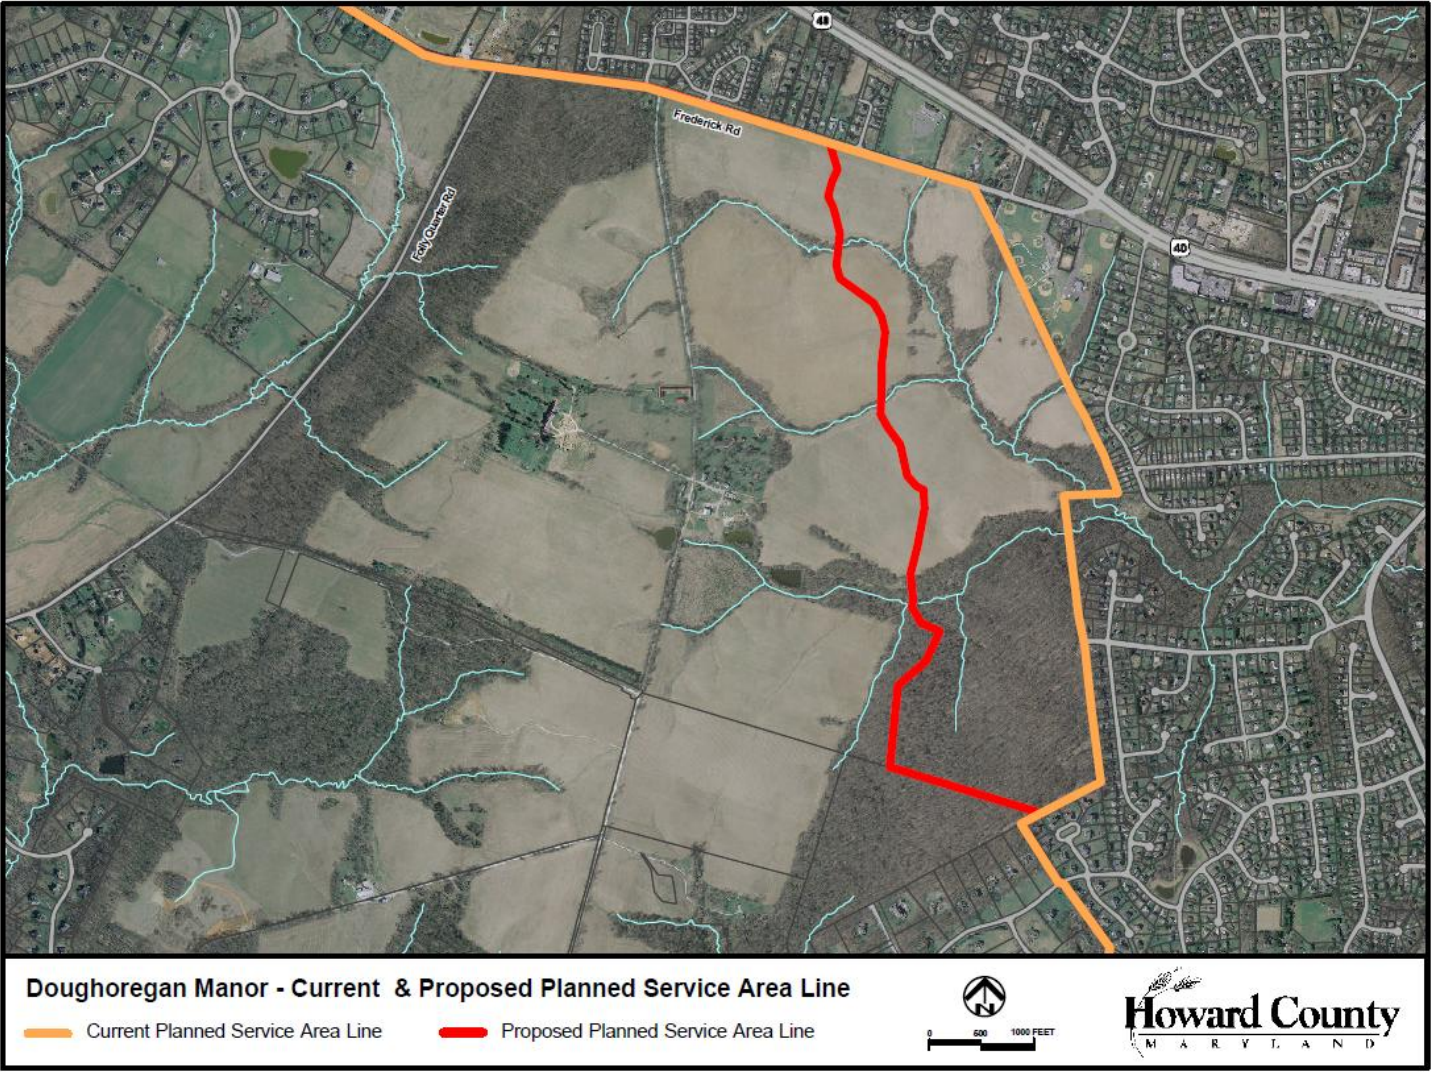 40
Frederick Rd
Folly Quarter Rd
40
Doughoregan Manor - Current & Proposed Planned Service Area Line
Current Planned Service Area Line
Proposed Planned Service Area Line
N
0 500 1000 FEET
Howard County
MARYLAND